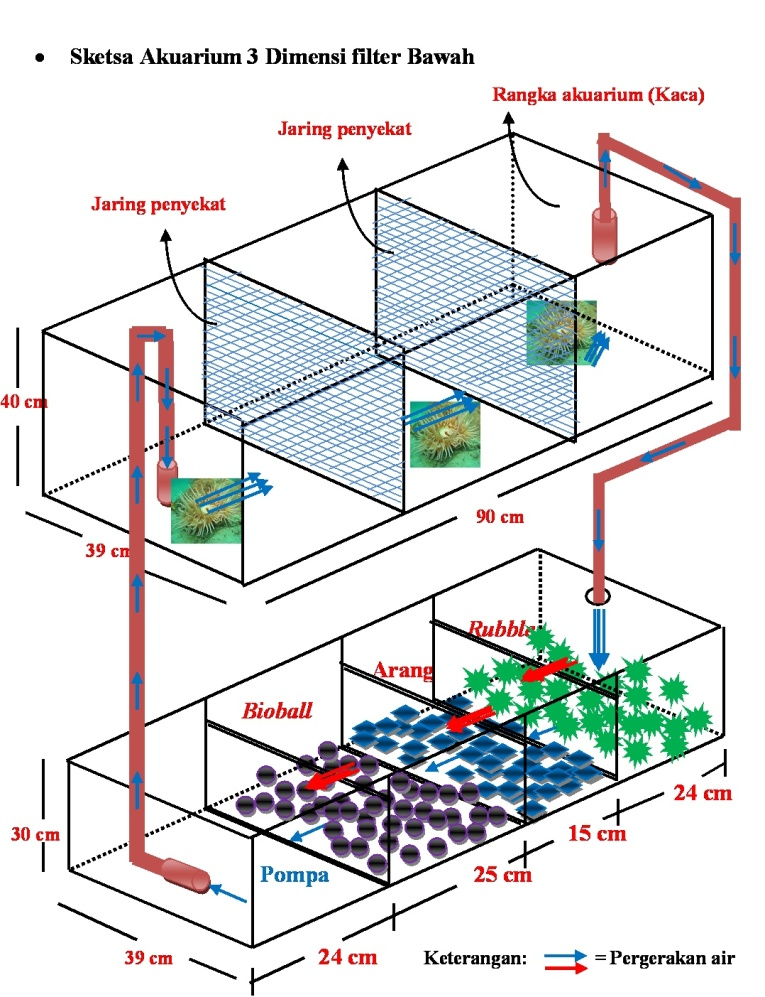 • Sketsa Akuarium 3 Dimensi filter Bawah
Rangka akuarium (Kaca)
Jaring penyekat
Jaring penyekat
40 cm
90 cm
39 cm
Rubble
Arang
Bioball
24 cm
30 cm
15 cm
Pompa
25 cm
39 cm
24 cm
Keterangan: = Pergerakan air